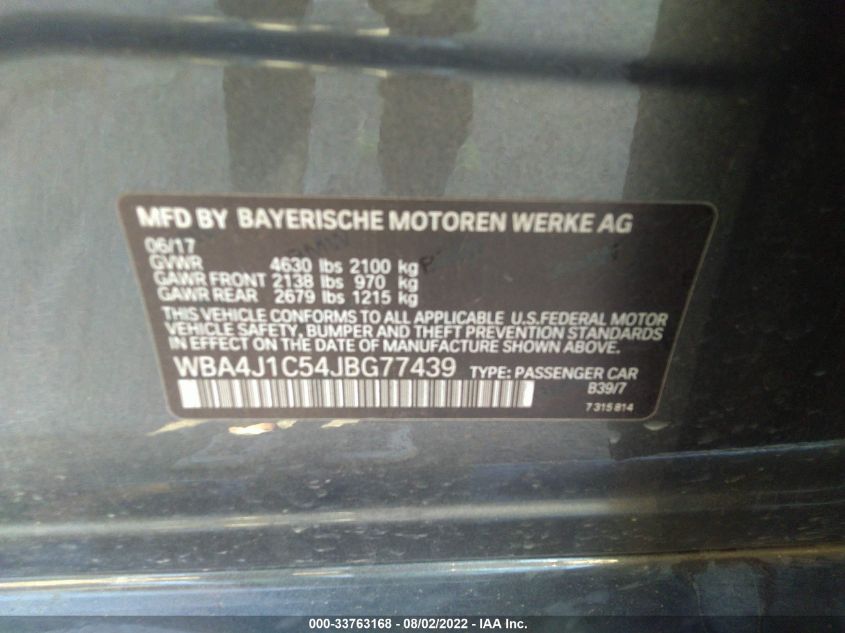 MFD BY BAYERISCHE MOTOREN WERKE AG
06/17
GVWR 4630 lbs 2100 kg
GAWR FRONT 2138 lbs 970 kg
GAWR REAR 2679 lbs 1215 kg
THIS VEHICLE CONFORMS TO ALL APPLICABLE U.S.FEDERAL MOTOR
VEHICLE SAFETY, BUMPER AND THEFT PREVENTION STANDARDS
IN EFFECT ON THE DATE OF MANUFACTURE SHOWN ABOVE.
WBA4J1C54JBG77439 TYPE: PASSENGER CAR
B39/7
7 315 814
000-33763168 - 08/02/2022 - IAA Inc.